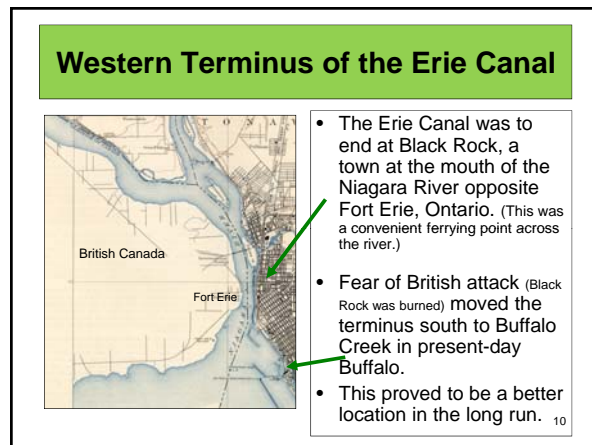 Western Terminus of the Erie Canal
T O N A
British Canada
Fort Erie
• The Erie Canal was to
end at Black Rock, a
town at the mouth of the
Niagara River opposite
Fort Erie, Ontario. (This was
a convenient ferrying point across
the river.)
• Fear of British attack (Black
Rock was burned) moved the
terminus south to Buffalo
Creek in present-day
Buffalo.
• This proved to be a better
location in the long run.
10